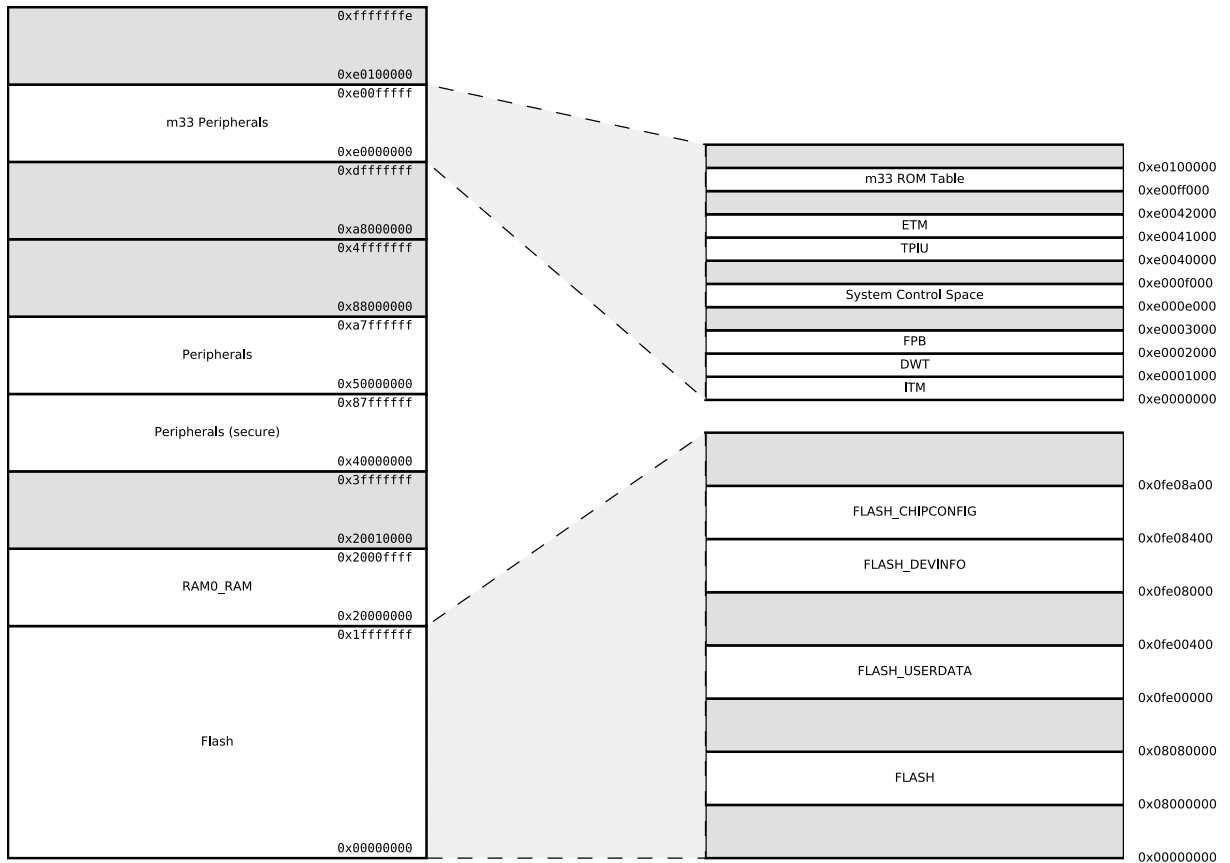 0xfffffffe
0xe0100000
0xe00fffff
m33 Peripherals
0xe0000000
0xdfffffff
0xa8000000
0x4fffffff
0x88000000
0xa7ffffff
Peripherals
0x50000000
0x87ffffff
Peripherals (secure)
0x40000000
0x3fffffff
0x20010000
0x2000ffff
RAM0_RAM
0x20000000
0x1fffffff
Flash
0x00000000
0xe0100000
m33 ROM Table
0xe00ff000
0xe0042000
ETM
0xe0041000
TPIU
0xe0040000
0xe000f000
System Control Space
0xe000e000
0xe0003000
FPB
0xe0002000
DWT
0xe0001000
ITM
0xe0000000
0x0fe08a00
FLASH_CHIPCONFIG
0x0fe08400
FLASH_DEVINFO
0x0fe08000
0x0fe00400
FLASH_USERDATA
0x0fe00000
0x08080000
FLASH
0x08000000
0x00000000